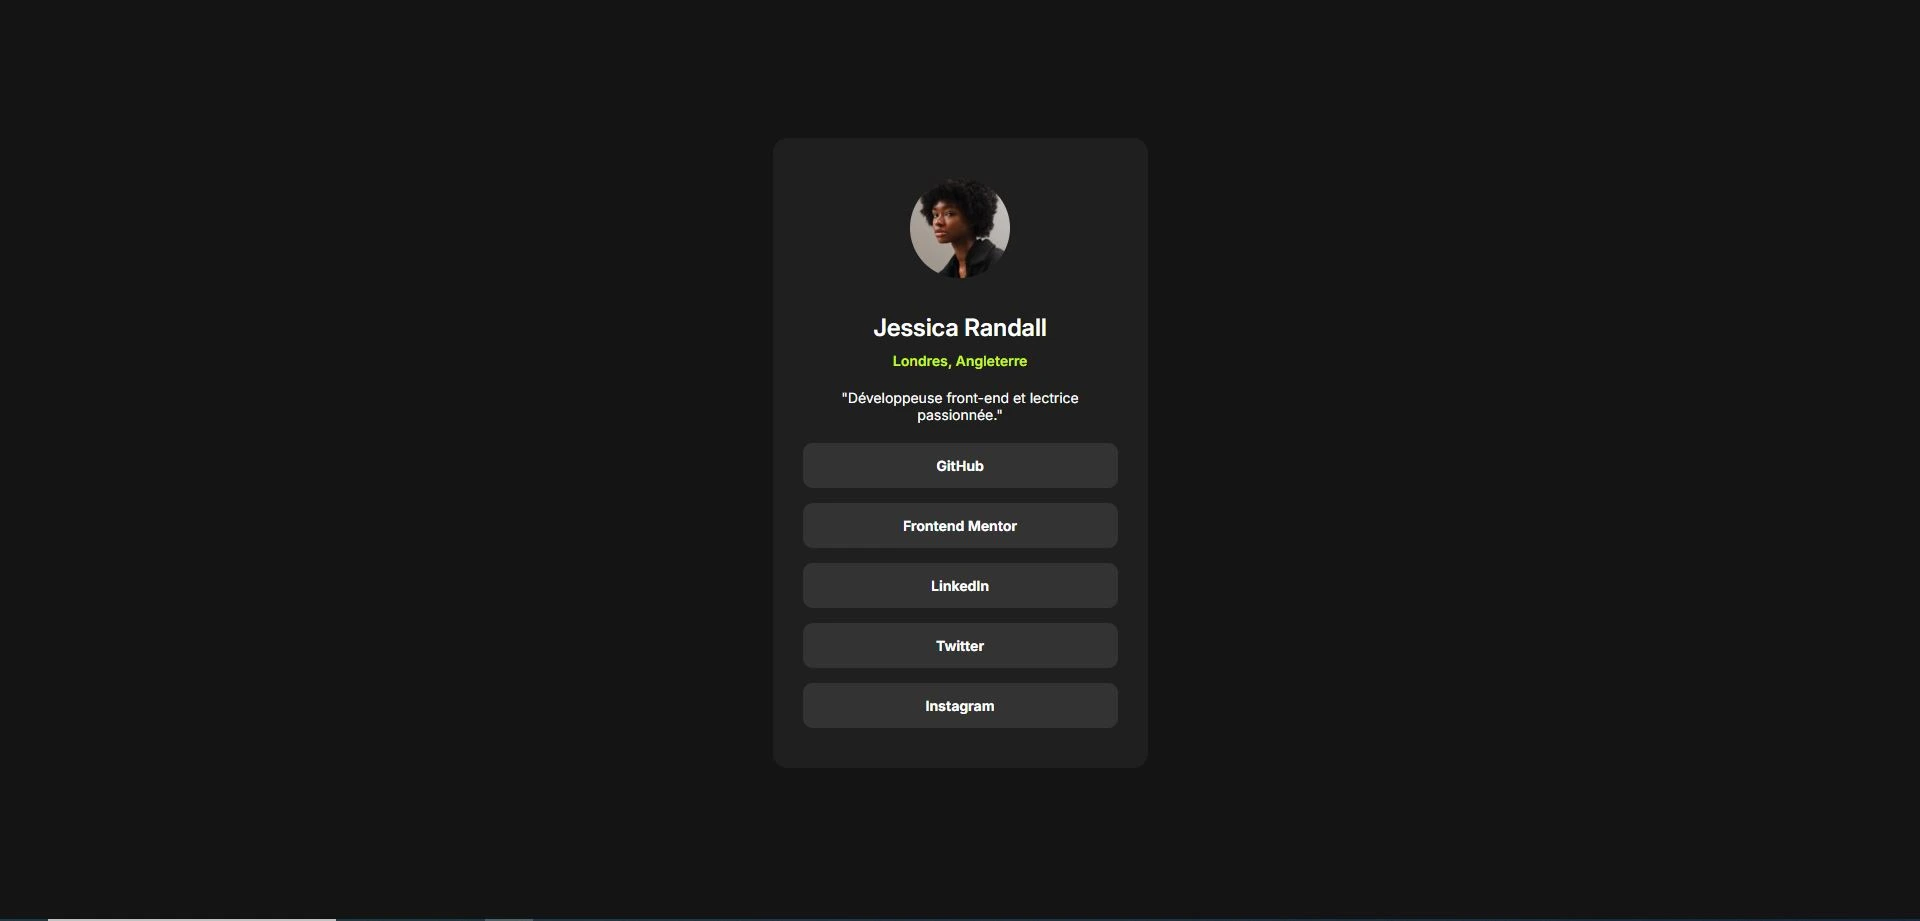 Jessica Randall
Londres, Angleterre
"Développeuse front-end et lectrice
passionnée."
GitHub
Frontend Mentor
LinkedIn
Twitter
Instagram